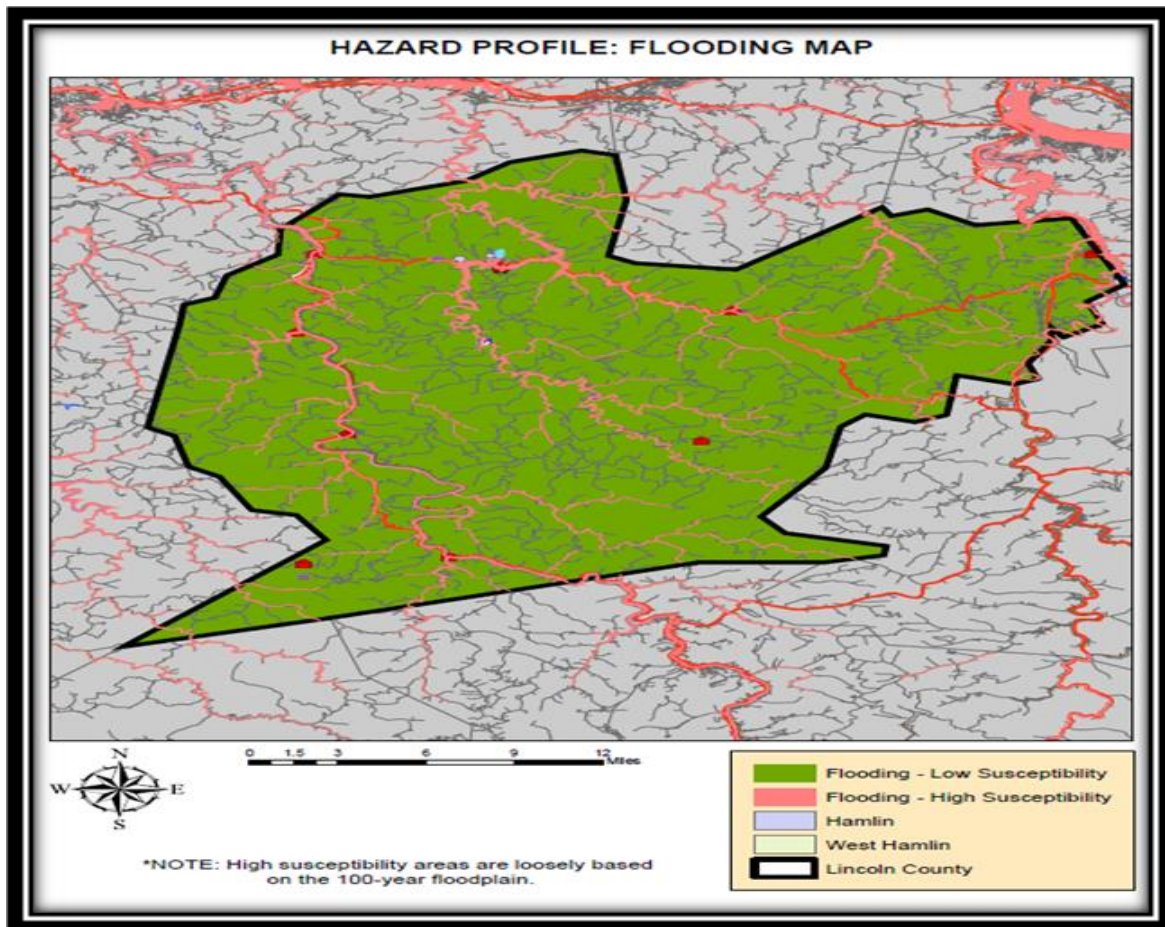 HAZARD PROFILE: FLOODING MAP
N
W E
S
0 1.5 3 6 9 12
Miles
Flooding - Low Susceptibility
Flooding - High Susceptibility
Hamlin
West Hamlin
Lincoln County
*NOTE: High susceptibility areas are loosely based
on the 100-year floodplain.